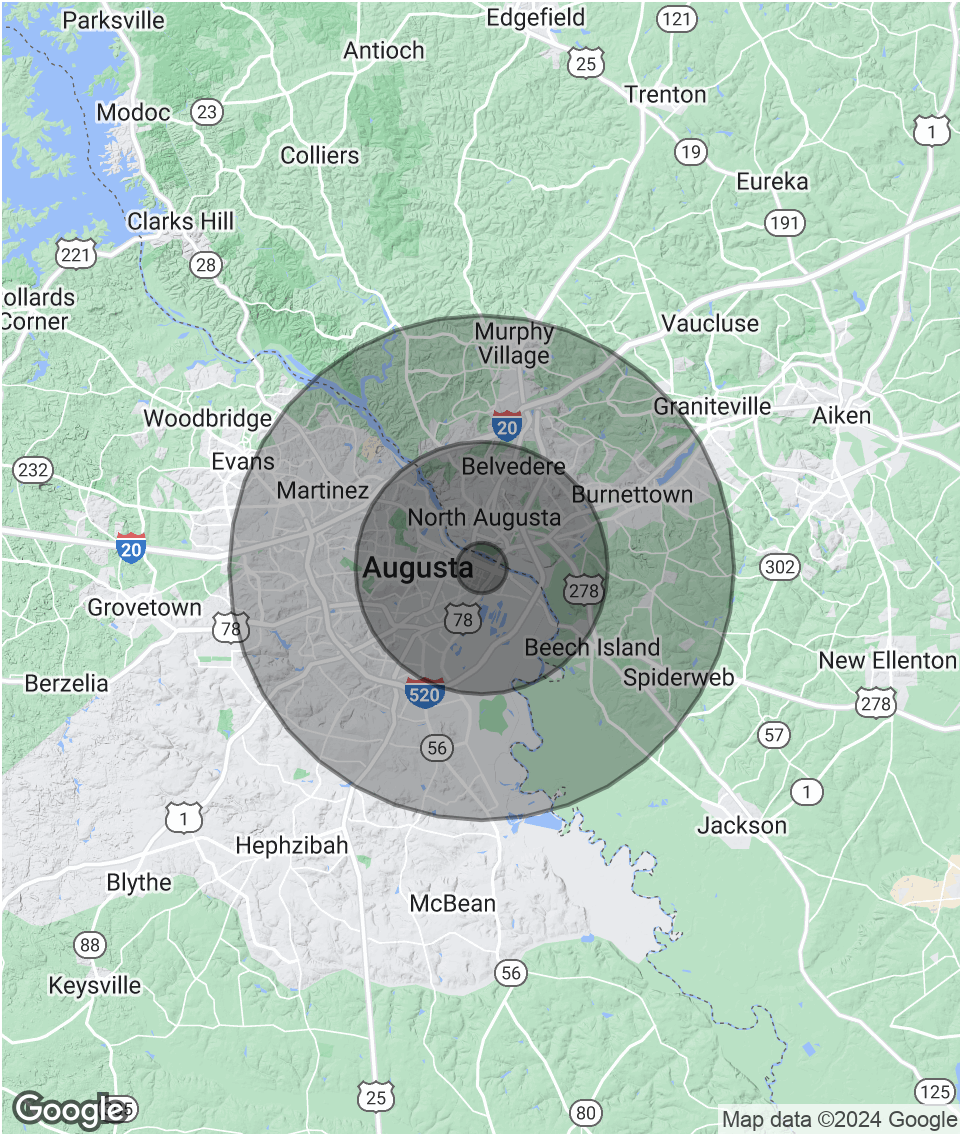 Parksville
Edgefield
121
Antioch
25
Trenton
Modoc
23
1
Colliers
19
Eureka
Clarks Hill
191
221
28
ollards
Corner
Murphy
Village
Vaucluse
Woodbridge
Graniteville
Aiken
20
Evans
232
Belvedere
Martinez
Burnettown
North Augusta
20
Augusta
302
278
Grovetown
78
78
Beech Island
New Ellenton
Berzelia
Spiderweb
520
278
57
56
1
1
Jackson
Hephzibah
Blythe
McBean
88
56
Keysville
25
125
Google
80
Map data ©2024 Google